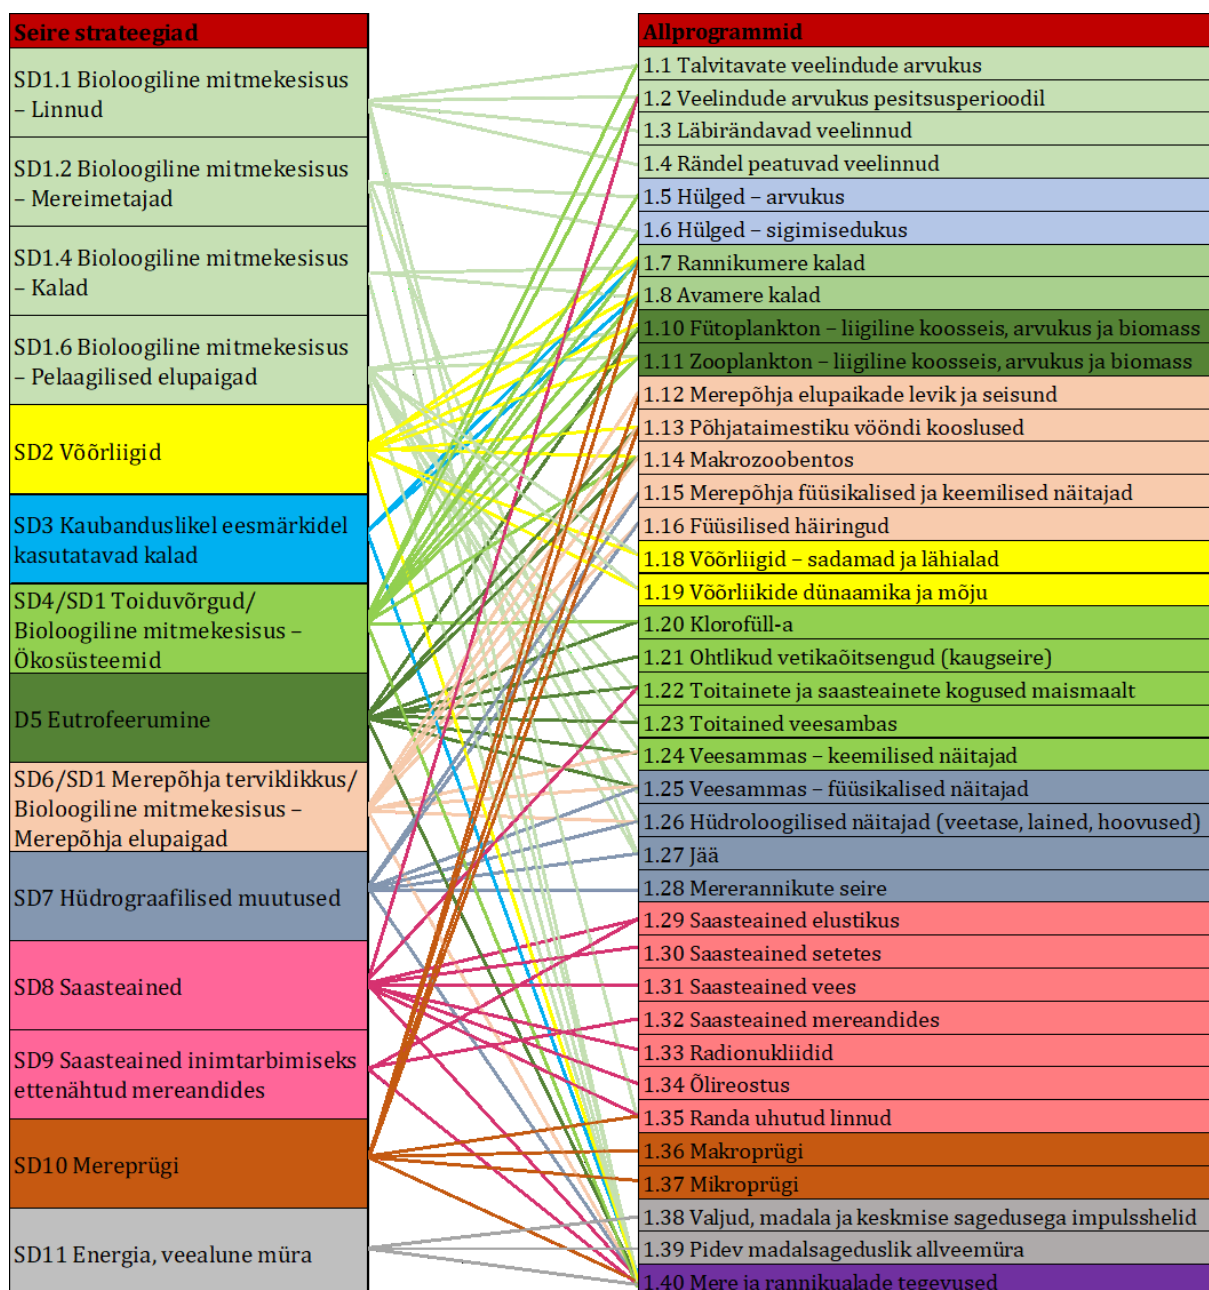 Seire strateegiad
SD1.1 Bioloogiline mitmekesisus
– Linnud
SD1.2 Bioloogiline mitmekesisus
– Mereimetajad
SD1.4 Bioloogiline mitmekesisus
– Kalad
SD1.6 Bioloogiline mitmekesisus
– Pelaagilised elupaigad
SD2 Võõrliigid
SD3 Kaubanduslikel eesmärkidel
kasutatavad kalad
SD4/SD1 Toiduvõrgud/
Bioloogiline mitmekesisus –
Ökosüsteemid
D5 Eutrofeerumine
SD6/SD1 Merepõhja terviklikkus/
Bioloogiline mitmekesisus –
Merepõhja elupaigad
SD7 Hüdrograafilised muutused
SD8 Saasteained
SD9 Saasteained inimtarbimiseks
ettenähtud mereandides
SD10 Mereprügi
SD11 Energia, veealune müra
Allprogrammid
1.1 Talvitavate veelindude arvukus
1.2 Veelindude arvukus pesitsusperioodil
1.3 Läbirändavad veelinnud
1.4 Rändel peatuvad veelinnud
1.5 Hülged – arvukus
1.6 Hülged – sigimisedukus
1.7 Rannikumere kalad
1.8 Avamere kalad
1.10 Fütoplankton – liigiline koosseis, arvukus ja biomass
1.11 Zooplankton – liigiline koosseis, arvukus ja biomass
1.12 Merepõhja elupaikade levik ja seisund
1.13 Põhjataimestiku vööndi kooslused
1.14 Makrozoobentos
1.15 Merepõhja füüsikalised ja keemilised näitajad
1.16 Füüsilised häiringud
1.18 Võõrliigid – sadamad ja lähialad
1.19 Võõrliikide dünaamika ja mõju
1.20 Klorofüll-a
1.21 Ohtlikud vetikaõitsengud (kaugseire)
1.22 Toitainete ja saasteainete kogused maismaalt
1.23 Toitained veesambas
1.24 Veesammas – keemilised näitajad
1.25 Veesammas – füüsikalised näitajad
1.26 Hüdroloogilised näitajad (veetase, lained, hoovused)
1.27 Jää
1.28 Mererannikute seire
1.29 Saasteained elustikus
1.30 Saasteained setetes
1.31 Saasteained vees
1.32 Saasteained mereandides
1.33 Radionukliidid
1.34 Õlireostus
1.35 Randa uhutud linnud
1.36 Makroprügi
1.37 Mikroprügi
1.38 Valjud, madala ja keskmise sagedusega impulsshelid
1.39 Pidev madalsageduslik allveemüra
1.40 Mere ja rannikualade tegevused